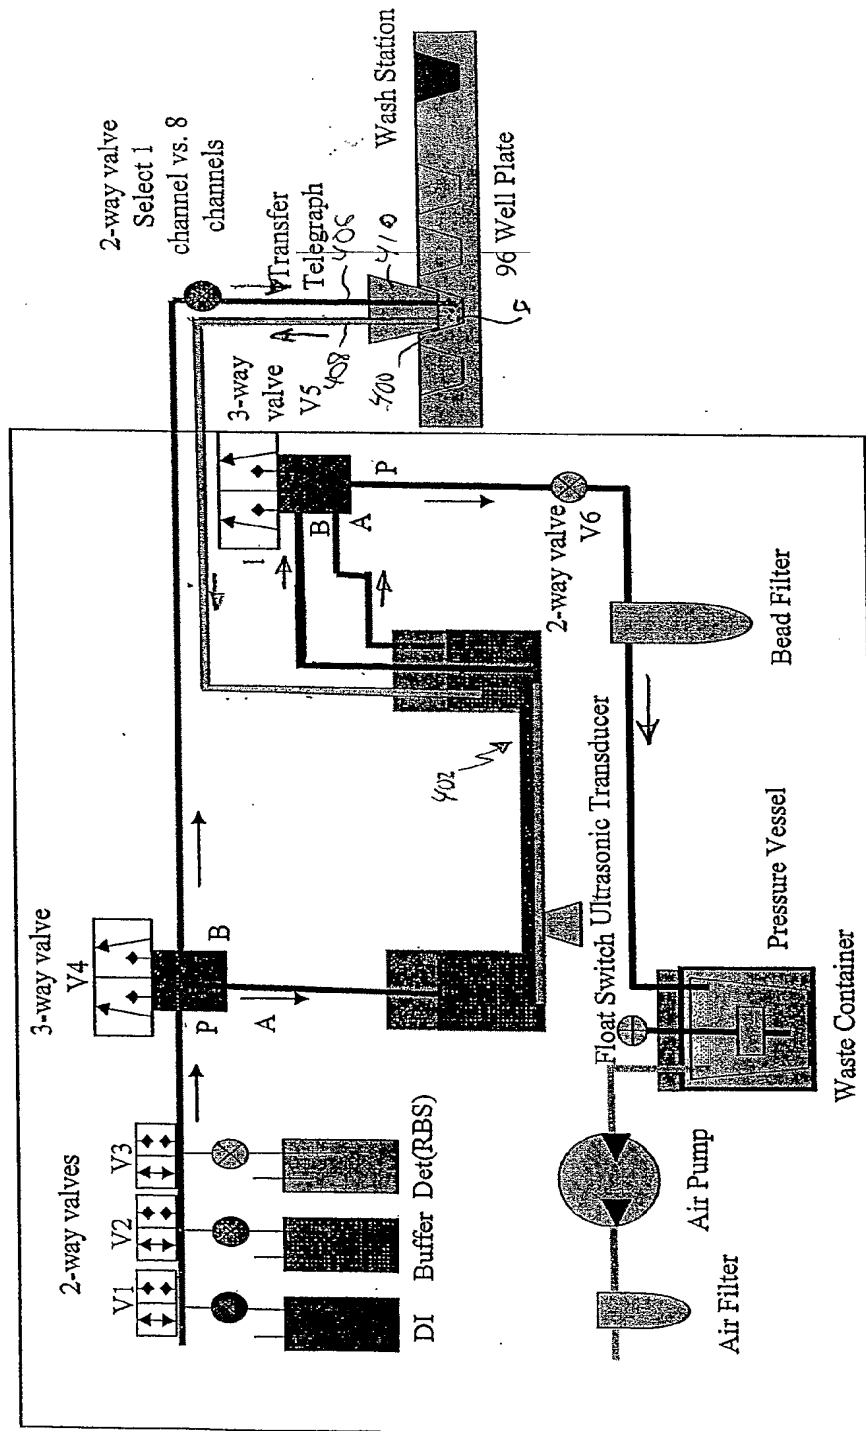 2-way valves
V1
V2
V3
DI
Buffer
Det(RBS)
3-way valve
V4
P
B
A
3-way
valve
V5
1
B
A
P
2-way valve
V6
2-way valve
Select 1
channel vs. 8
channels
Transfer
Telegraph
406
408
410
400
402
Wash Station
96 Well Plate
Float Switch
Ultrasonic Transducer
Bead Filter
Pressure Vessel
Waste Container
Air Pump
Air Filter